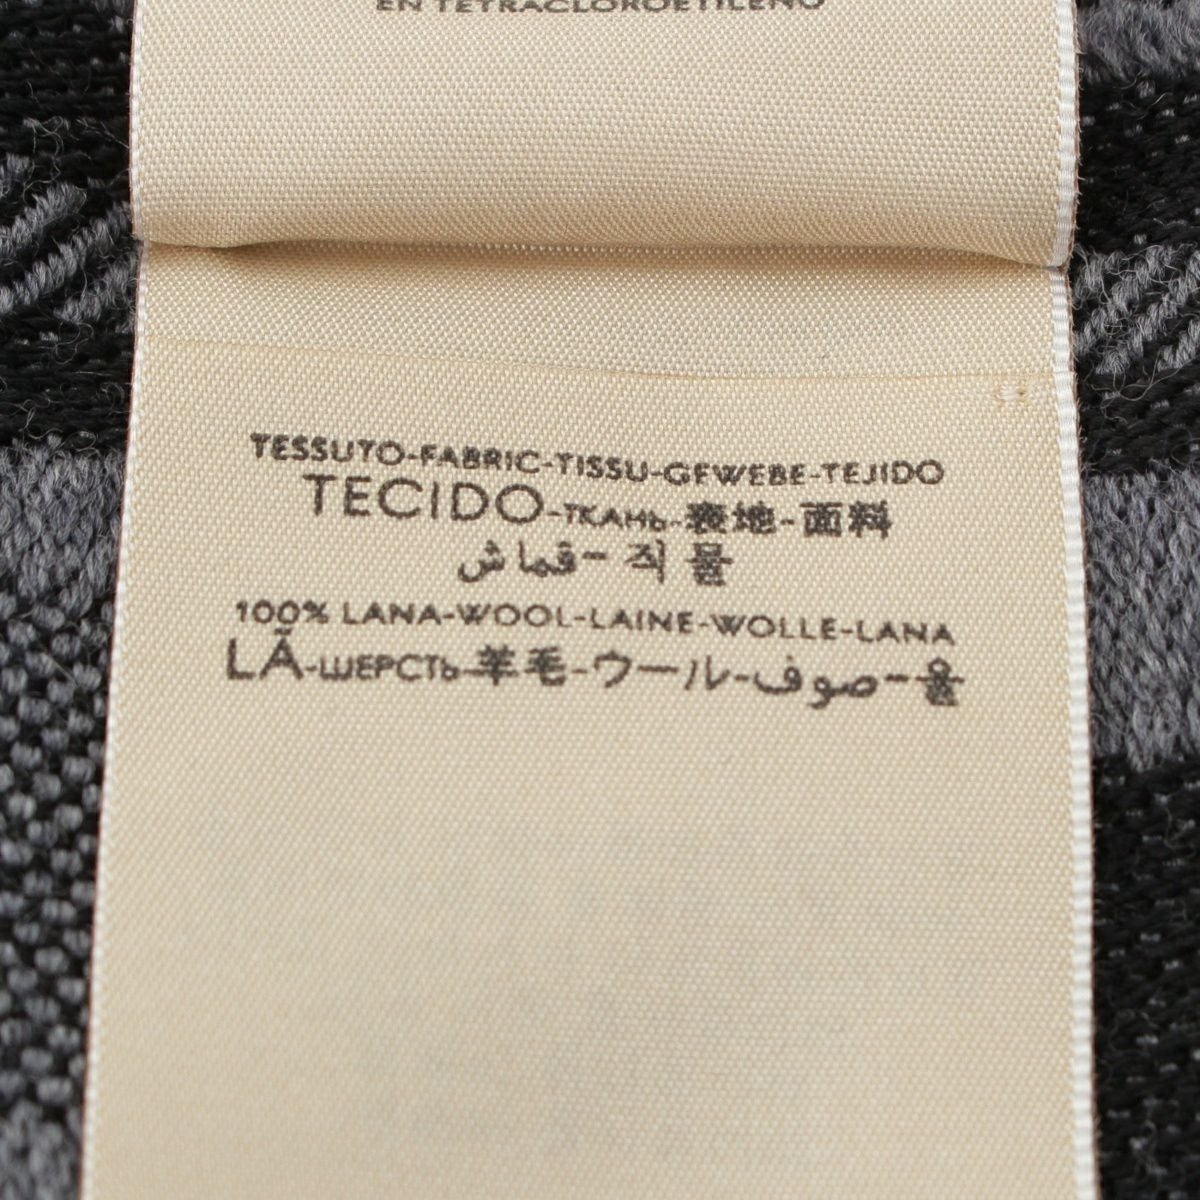 EN TETRACLOROETILENO
TESSUTO-FABRIC-TISSU-GEWEBE-TEJIDO
TECIDO-ТКАНЬ-表地-面料
قماش-직물
100% LANA-WOOL-LAINE-WOLLE-LANA
LÃ-ШЕРСТЬ-羊毛-ウール-صوف-울